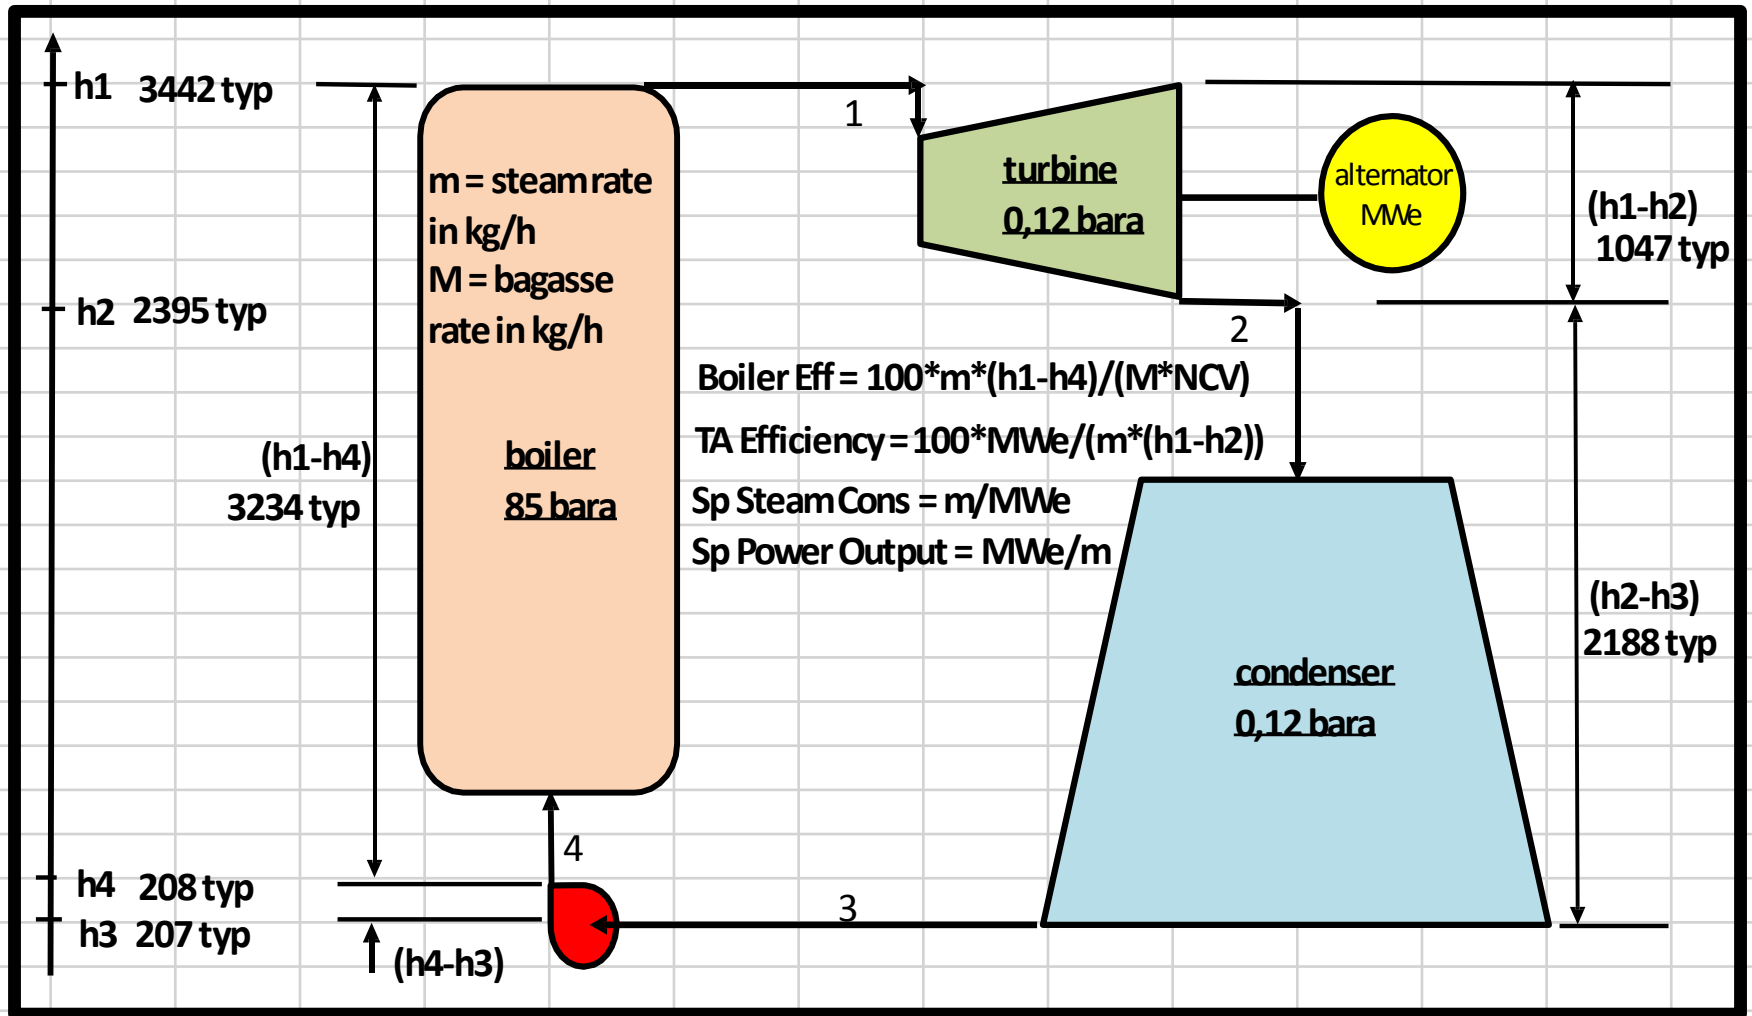 h1 3442 typ
1
m = steam rate
in kg/h
M = bagasse
rate in kg/h
turbine
0,12 bara
alternator
MWe
(h1-h2)
1047 typ
h2 2395 typ
2
Boiler Eff = 100*m*(h1-h4)/(M*NCV)
TA Efficiency = 100*MWe/(m*(h1-h2))
Sp Steam Cons = m/MWe
Sp Power Output = MWe/m
(h1-h4)
3234 typ
boiler
85 bara
(h2-h3)
2188 typ
condenser
0,12 bara
4
h4 208 typ
3
h3 207 typ
(h4-h3)